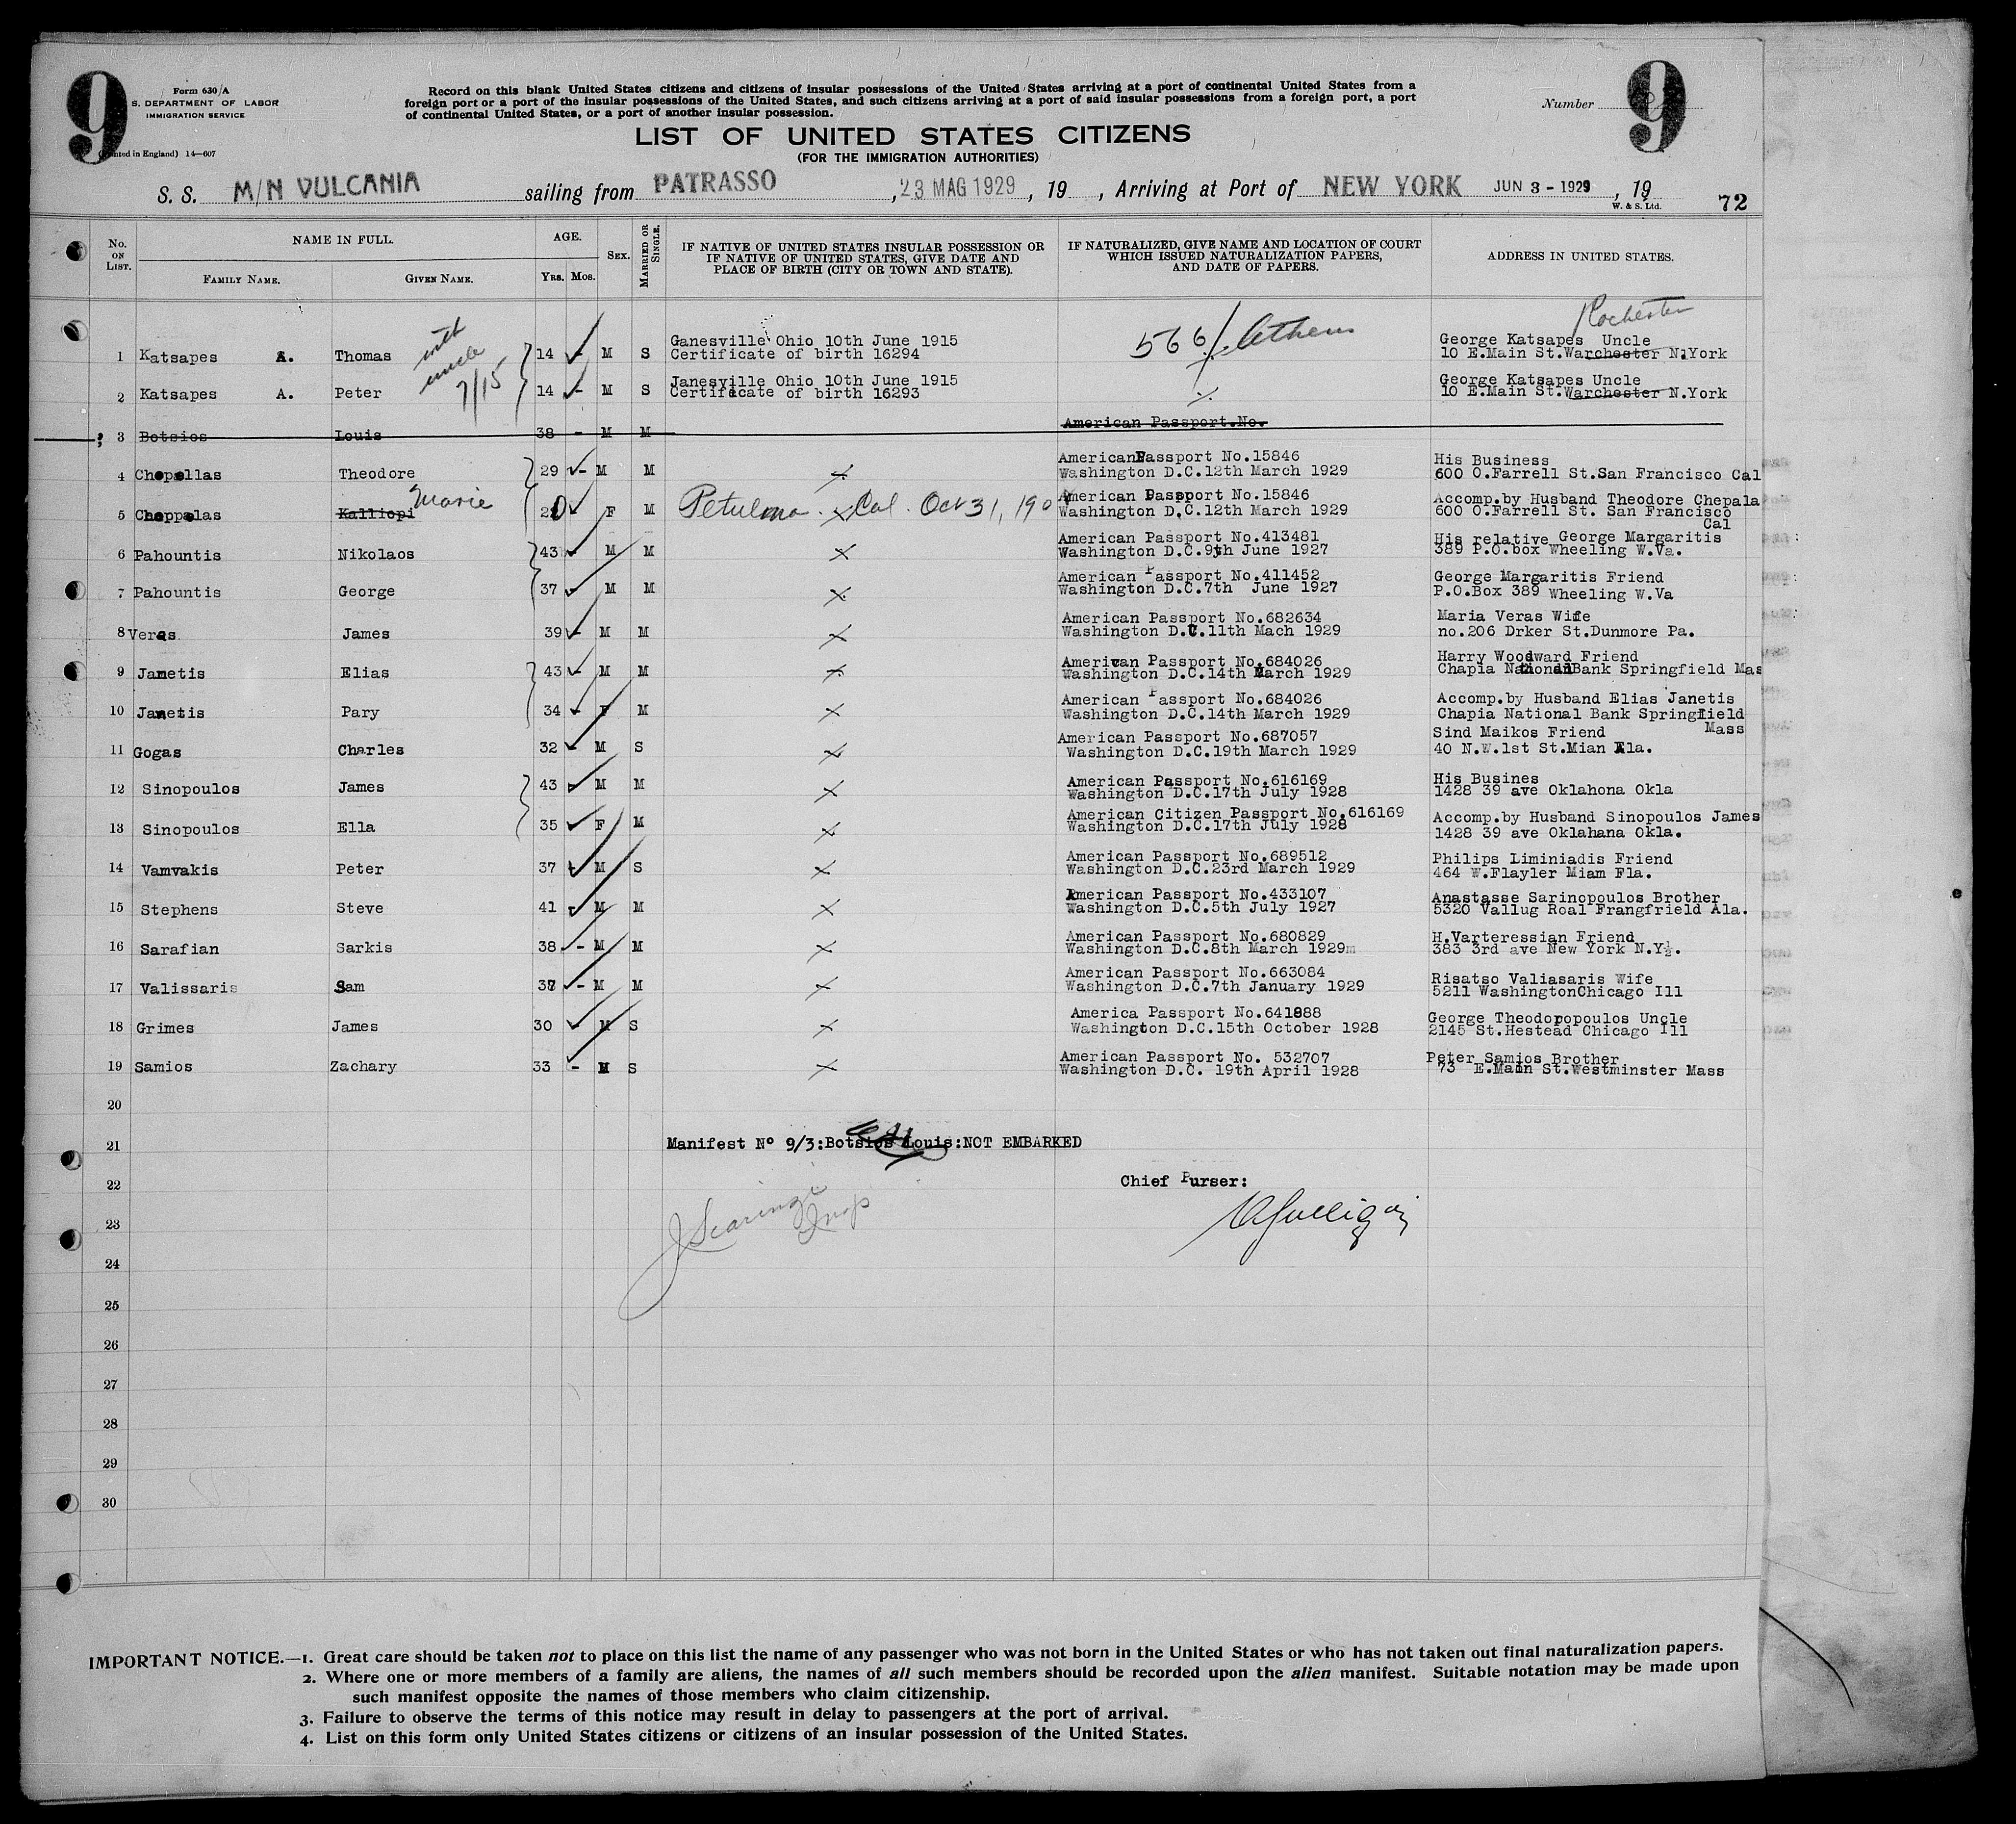 9
Form 630/A
S. DEPARTMENT OF LABOR
IMMIGRATION SERVICE
(Printed in England) 14—607
Record on this blank United States citizens and citizens of insular possessions of the United States arriving at a port of continental United States from a
foreign port or a port of the insular possessions of the United States, and such citizens arriving at a port of said insular possessions from a foreign port, a port
of continental United States, or a port of another insular possession.
Number
9
LIST OF UNITED STATES CITIZENS
(FOR THE IMMIGRATION AUTHORITIES)
S. S. M/N VULCANIA sailing from PATRASSO , 23 MAG 1929 , 19 , Arriving at Port of NEW YORK JUN 3 - 1929 , 19
W. & S. Ltd.
72
No. ON LIST.
NAME IN FULL.
FAMILY NAME.
GIVEN NAME.
AGE.
Yrs. Mos.
SEX.
MARRIED OR SINGLE.
IF NATIVE OF UNITED STATES INSULAR POSSESSION OR
IF NATIVE OF UNITED STATES, GIVE DATE AND
PLACE OF BIRTH (CITY OR TOWN AND STATE).
IF NATURALIZED, GIVE NAME AND LOCATION OF COURT
WHICH ISSUED NATURALIZATION PAPERS,
AND DATE OF PAPERS.
ADDRESS IN UNITED STATES.
Rochester
with
uncle
7/15
566/ Athens
1 Katsapes A. Thomas 14 - M S Ganesville Ohio 10th June 1915 George Katsapes Uncle
Certificate of birth 16294 10 E.Main St.Warchester N.York
2 Katsapes A. Peter 14 - M S Janesville Ohio 10th June 1915 George Katsapes Uncle
Certificate of birth 16293 10 E.Main St.Warchester N.York
3 Botsios Louis 38 - M M American Passport.No.
4 Chepellas Theodore 29 - M M American Passport No.15846 His Business
Washington D.C.12th March 1929 600 O.Farrell St.San Francisco Cal
5 Cheppelas Kalliopi Marie F M Petuluma. Cal. Oct 31, 190 American Passport No.15846 Accomp.by Husband Theodore Chepala
Washington D.C.12th March 1929 600 O.Farrell St. San Francisco
Cal
6 Pahountis Nikolaos 43 M M American Passport No.413481 His relative George Margaritis
Washington D.C.9th June 1927 389 P.O.box Wheeling W.Va.
7 Pahountis George 37 - M M American Passport No.411452 George Margaritis Friend
Washington D.C.7th June 1927 P.O.Box 389 Wheeling W.Va
8 Veras James 39 - M M American Passport No.682634 Maria Veras Wife
Washington D.C.11th Mach 1929 no.206 Drker St.Dunmore Pa.
9 Janetis Elias 43 - M M American Passport No.684026 Harry Woodward Friend
Washington D.C.14th March 1929 Chapla National Bank Springfield Mas
10 Janetis Pary 34 - F M American Passport No.684026 Accomp.by Husband Elias Janetis
Washington D.C.14th March 1929 Chapia National Bank Springfield
Mass
11 Gogas Charles 32 - M S American Passport No.687057 Sind Maikos Friend
Washington D.C.19th March 1929 40 N.W.1st St.Mian Ala.
12 Sinopoulos James 43 - M M American Passport No.616169 His Busines
Washington D.C.17th July 1928 1428 39 ave Oklahona Okla
13 Sinopoulos Ella 35 - F M American Citizen Passport No.616169 Accomp.by Husband Sinopoulos James
Washington D.C.17th July 1928 1428 39 ave Oklahana Okla.
14 Vamvakis Peter 37 - M S American Passport No.689512 Philips Liminiadis Friend
Washington D.C.23rd March 1929 464 W.Flayler Miam Fla.
15 Stephens Steve 41 - M M American Passport No.433107 Anastasse Sarinopoulos Brother
Washington D.C.5th July 1927 5320 Vallug Roal Frangfrield Ala.
16 Sarafian Sarkis 38 - M M American Passport No.680829 H.Varteressian Friend
Washington D.C.8th March 1929m 383 3rd ave New York N.Y½.
17 Valissaris Sam 37 - M M American Passport No.663084 Risatso Valiasaris Wife
Washington D.C.7th January 1929 5211 WashingtonChicago Ill
18 Grimes James 30 - M S America Passport No.641888 George Theodoropoulos Uncle
Washington D.C.15th October 1928 2145 St.Hestead Chicago Ill
19 Samios Zachary 33 - M S American Passport No. 532707 Peter Samios Brother
Washington D.C. 19th April 1928 73 E.Main St.Westminster Mass
20
21 Manifest Nº 9/3:Botsios Louis:NOT EMBARKED
22 Chief Purser:
23
24
25
26
27
28
29
30
IMPORTANT NOTICE.—1. Great care should be taken not to place on this list the name of any passenger who was not born in the United States or who has not taken out final naturalization papers.
2. Where one or more members of a family are aliens, the names of all such members should be recorded upon the alien manifest. Suitable notation may be made upon
such manifest opposite the names of those members who claim citizenship.
3. Failure to observe the terms of this notice may result in delay to passengers at the port of arrival.
4. List on this form only United States citizens or citizens of an insular possession of the United States.